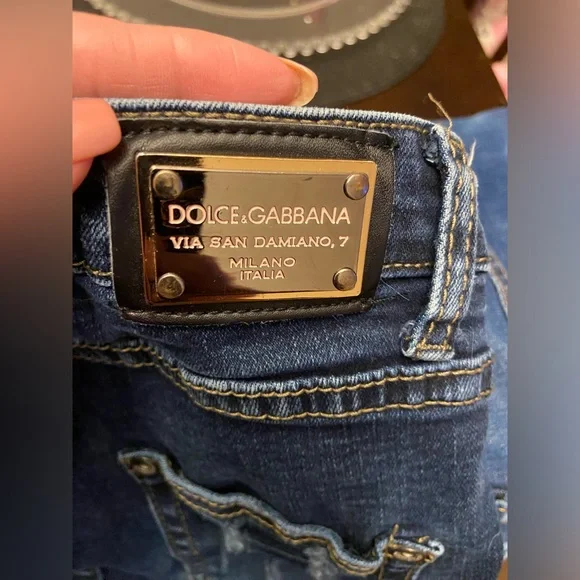 DOLCE&GABBANA
VIA SAN DAMIANO, 7
MILANO
ITALIA